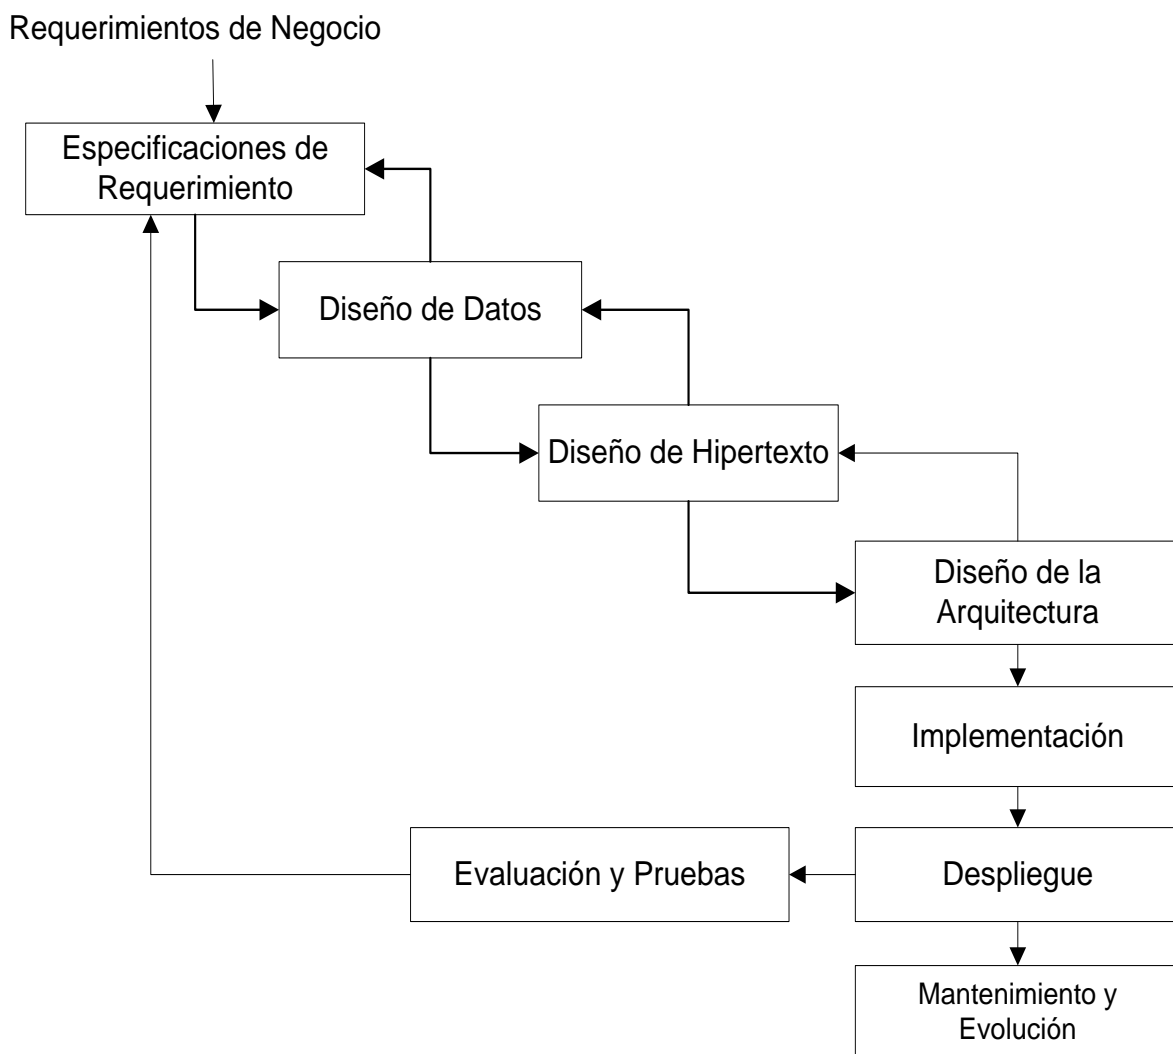 Requerimientos de Negocio
Especificaciones de
Requerimiento
Diseño de Datos
Diseño de Hipertexto
Diseño de la
Arquitectura
Implementación
Evaluación y Pruebas
Despliegue
Mantenimiento y
Evolución